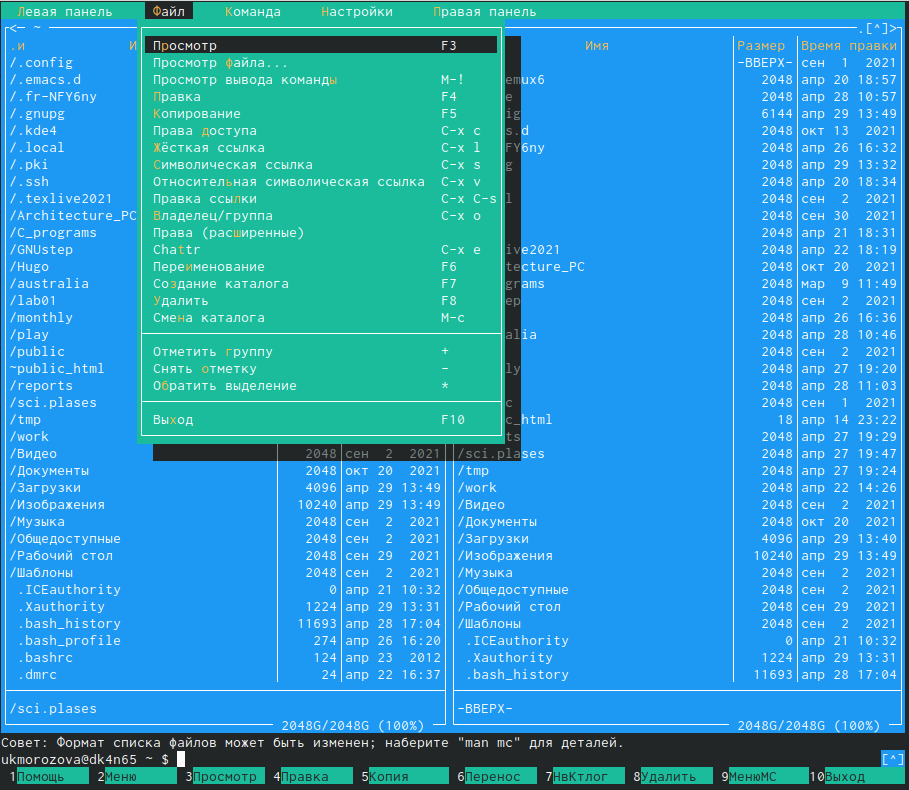 Левая панель Файл Команда Настройки Правая панель
<─ ~ .[^]>
.и И Имя Размер Время правки
/.config Просмотр F3 -ВВЕРХ- сен 1 2021
/.emacs.d Просмотр файла... emux6 2048 апр 20 18:57
/.fr-NFY6ny Просмотр вывода команды M-! e 2048 апр 28 10:57
/.gnupg Правка F4 ig 6144 апр 29 13:49
/.kde4 Копирование F5 s.d 2048 окт 13 2021
/.local Права доступа C-x c FY6ny 2048 апр 26 16:32
/.pki Жёсткая ссылка C-x l g 2048 апр 29 13:32
/.ssh Символическая ссылка C-x s 2048 апр 20 18:34
/.texlive2021 Относительная символическая ссылка C-x v l 2048 сен 2 2021
/Architecture_PC Правка ссылки C-x C-s 2048 сен 30 2021
/C_programs Владелец/группа C-x o 2048 апр 21 18:31
/GNUstep Права (расширенные) ive2021 2048 апр 22 18:19
/Hugo Chattr C-x e tecture_PC 2048 окт 20 2021
/australia Переименование F6 grams 2048 мар 9 11:49
/lab01 Создание каталога F7 ep 2048 сен 2 2021
/monthly Удалить F8 2048 апр 26 16:36
/play Смена каталога M-c alia 2048 апр 28 10:46
/public Отметить группу + 2048 сен 2 2021
~public_html Снять отметку - ly 2048 апр 27 19:20
/reports Обратить выделение * 2048 апр 28 11:03
/sci.plases c 2048 сен 1 2021
/tmp Выход F10 c_html 18 апр 14 23:22
/work ts 2048 апр 27 19:29
/Видео 2048 сен 2 2021 /sci.plases 2048 апр 27 19:47
/Документы 2048 окт 20 2021 /tmp 2048 апр 27 19:24
/Загрузки 4096 апр 29 13:49 /work 2048 апр 22 14:26
/Изображения 10240 апр 29 13:49 /Видео 2048 сен 2 2021
/Музыка 2048 сен 2 2021 /Документы 2048 окт 20 2021
/Общедоступные 2048 сен 2 2021 /Загрузки 4096 апр 29 13:40
/Рабочий стол 2048 сен 29 2021 /Изображения 10240 апр 29 13:49
/Шаблоны 2048 сен 2 2021 /Музыка 2048 сен 2 2021
.ICEauthority 0 апр 21 10:32 /Общедоступные 2048 сен 2 2021
.Xauthority 1224 апр 29 13:31 /Рабочий стол 2048 сен 29 2021
.bash_history 11693 апр 28 17:04 /Шаблоны 2048 сен 2 2021
.bash_profile 274 апр 26 16:20 .ICEauthority 0 апр 21 10:32
.bashrc 124 апр 23 2012 .Xauthority 1224 апр 29 13:31
.dmrc 24 апр 22 16:37 .bash_history 11693 апр 28 17:04
/sci.plases -ВВЕРХ-
2048G/2048G (100%) 2048G/2048G (100%)
Совет: Формат списка файлов может быть изменен; наберите "man mc" для деталей.
ukmorozova@dk4n65 ~ $ [^]
1Помощь 2Меню 3Просмотр 4Правка 5Копия 6Перенос 7НвКтлог 8Удалить 9МенюМС 10Выход